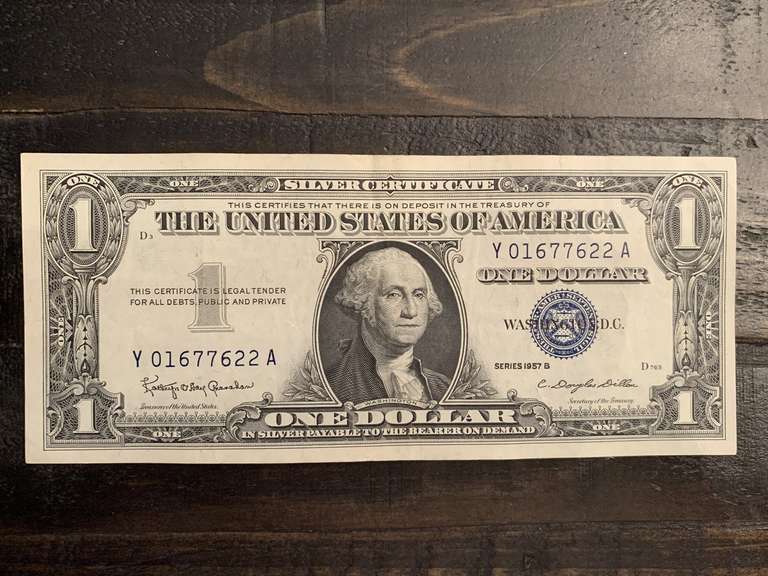 SILVER CERTIFICATE
ONE ONE
1 1
THIS CERTIFIES THAT THERE IS ON DEPOSIT IN THE TREASURY OF
THE UNITED STATES OF AMERICA
D3
Y 01677622 A
ONE DOLLAR
1
THIS CERTIFICATE IS LEGAL TENDER
FOR ALL DEBTS, PUBLIC AND PRIVATE
WASHINGTON, D.C.
Y 01677622 A
SERIES 1957 B
Kathryn O'Hay Granahan
C. Douglas Dillon
Treasurer of the United States.
Secretary of the Treasury.
WASHINGTON
1 1
ONE DOLLAR
ONE ONE
IN SILVER PAYABLE TO THE BEARER ON DEMAND